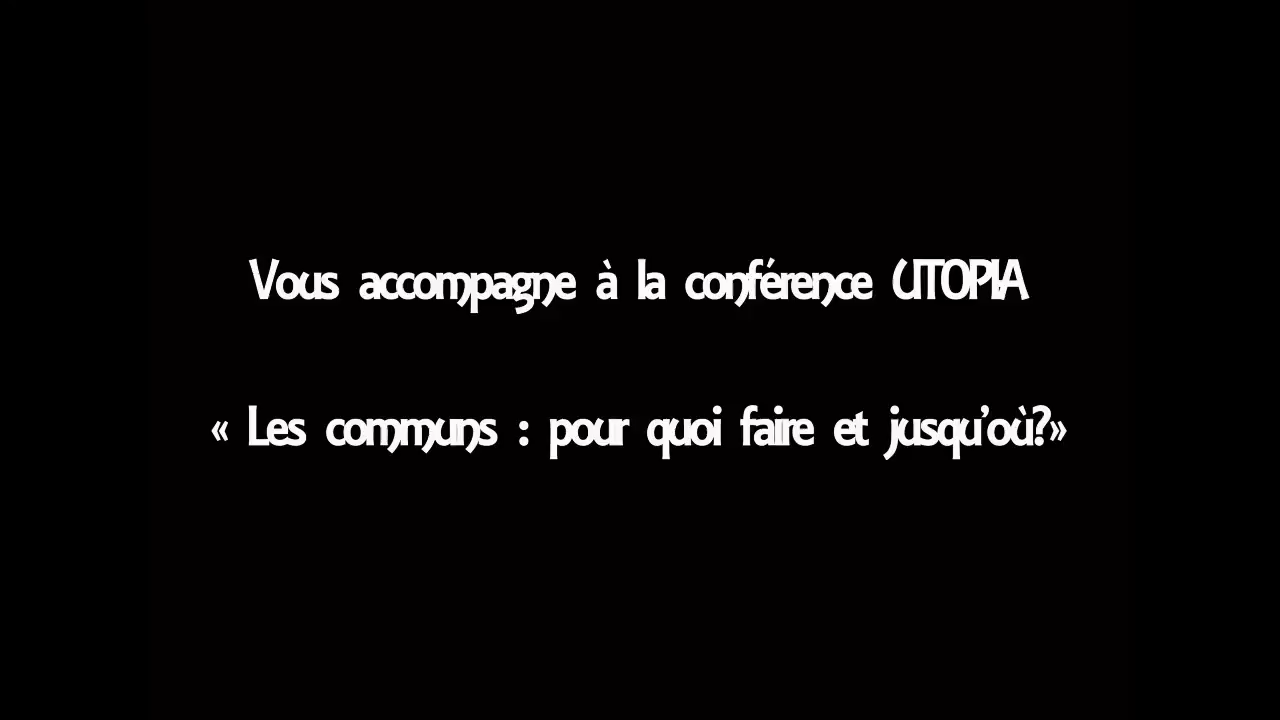 Vous accompagne à la conférence UTOPIA
« Les communs : pour quoi faire et jusqu'où?»